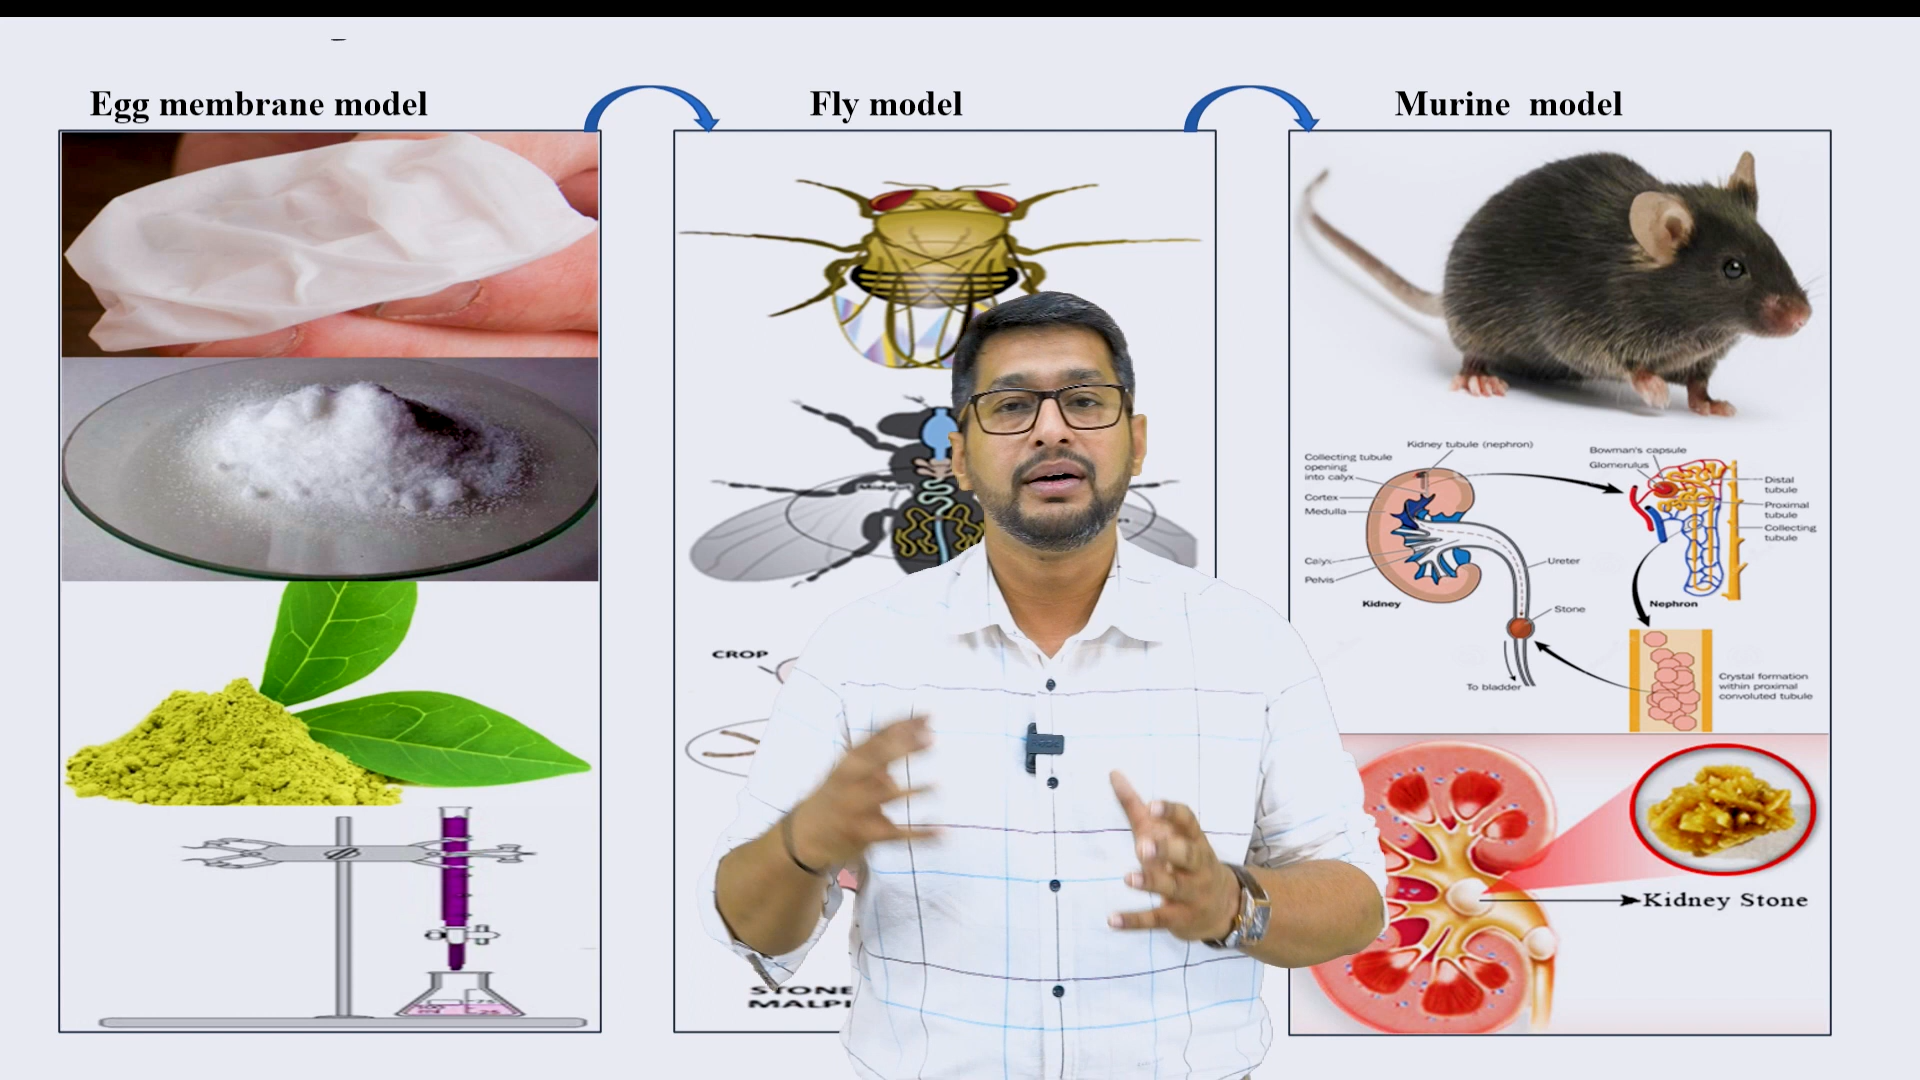 Egg membrane model
Fly model
Murine model
CROP
STONE
Kidney tubule (nephron)
Collecting tubule
opening
into calyx
Cortex
Medulla
Calyx
Pelvis
Kidney
Ureter
Stone
To bladder
Bowman's capsule
Glomerulus
Distal
tubule
Proximal
tubule
Collecting
tubule
Nephron
Crystal formation
within proximal
convoluted tubule
Kidney Stone